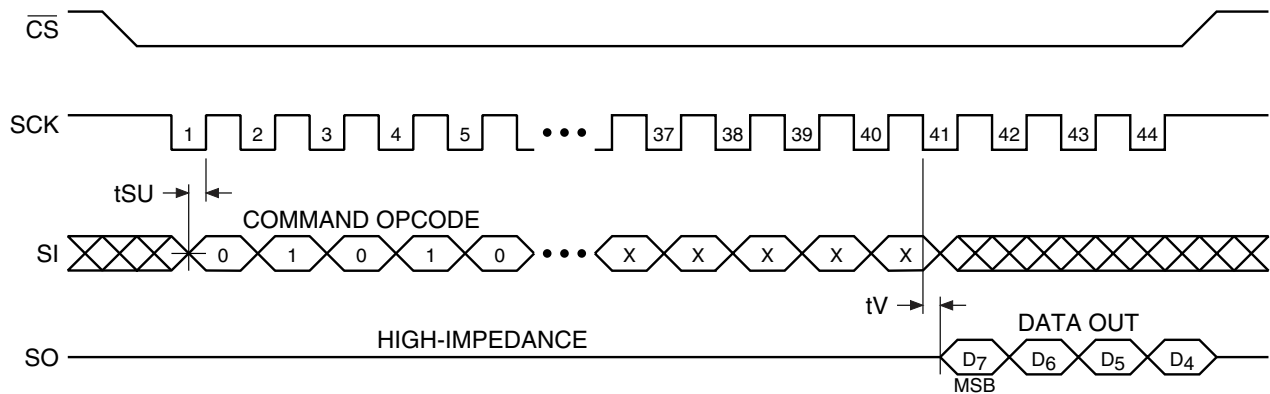 CS
SCK 1 2 3 4 5 ••• 37 38 39 40 41 42 43 44
tSU
COMMAND OPCODE
SI 0 1 0 1 0 ••• X X X X X
tV
HIGH-IMPEDANCE DATA OUT
SO D7 D6 D5 D4
MSB